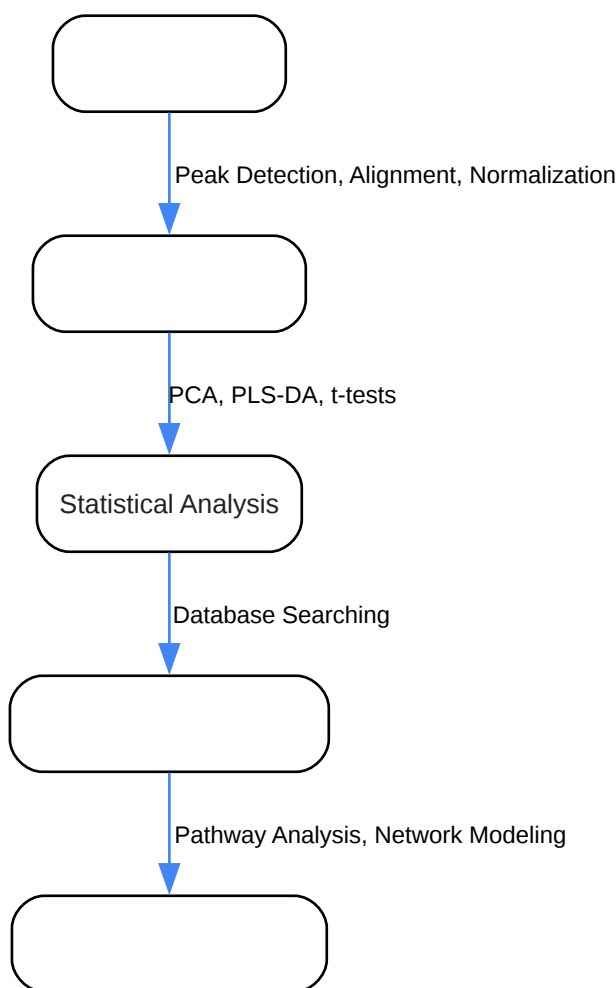 Peak Detection, Alignment, Normalization
PCA, PLS-DA, t-tests
Statistical Analysis
Database Searching
Pathway Analysis, Network Modeling